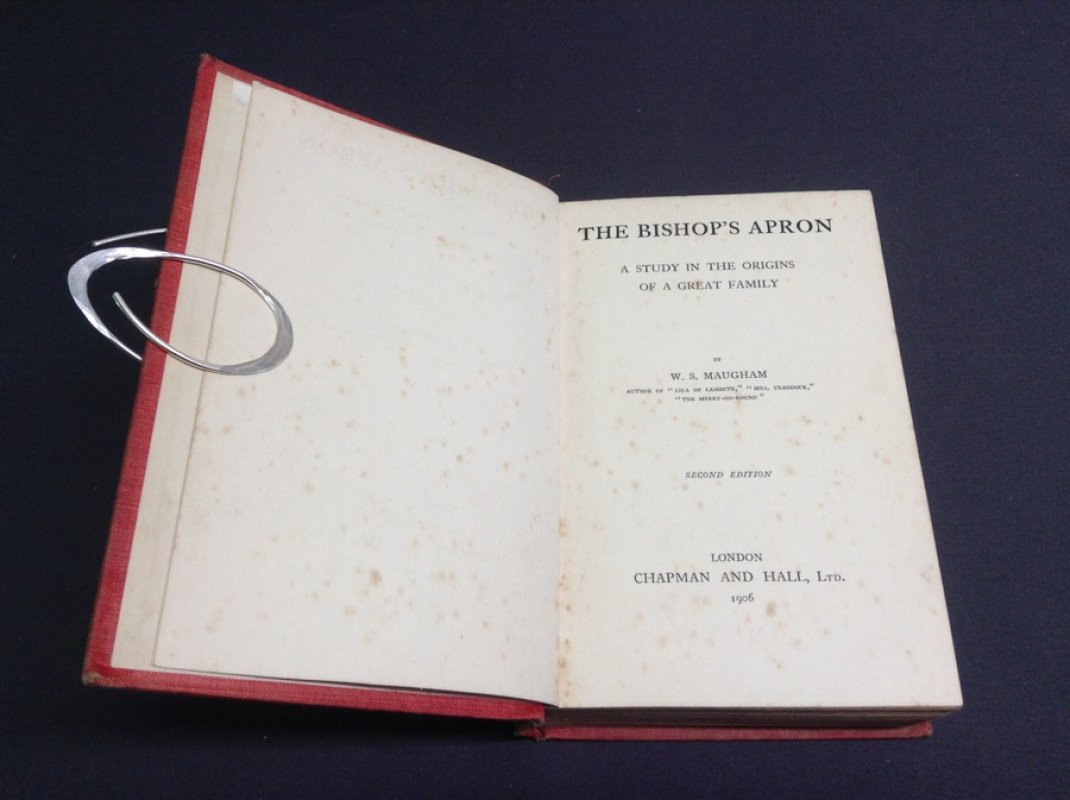 THE BISHOP'S APRON
A STUDY IN THE ORIGINS
OF A GREAT FAMILY
BY
W. S. MAUGHAM
AUTHOR OF "LIZA OF LAMBETH," "MRS. CRADDOCK,"
"THE MERRY-GO-ROUND"
SECOND EDITION
LONDON
CHAPMAN AND HALL, LTD.
1906